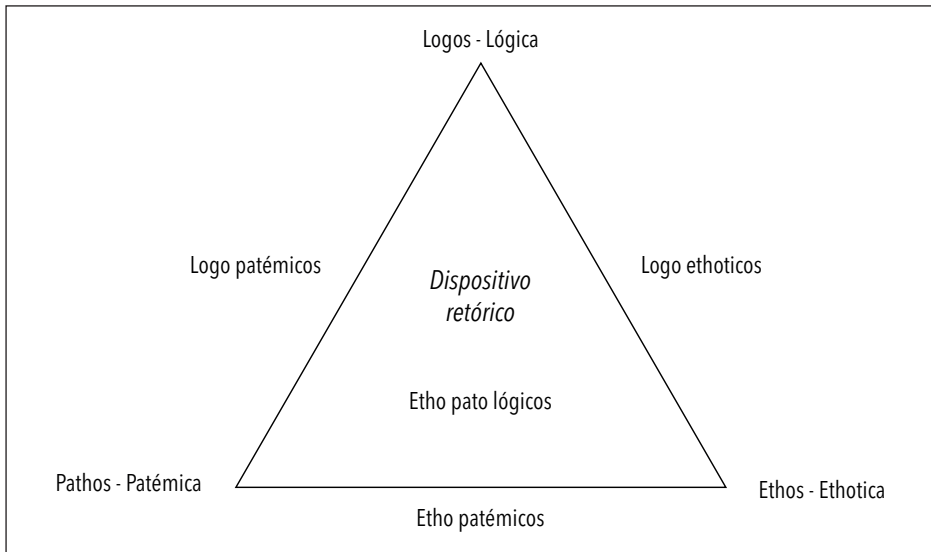 Logos - Lógica
Logo patémicos
Logo ethoticos
Dispositivo
retórico
Etho pato lógicos
Pathos - Patémica
Ethos - Ethotica
Etho patémicos